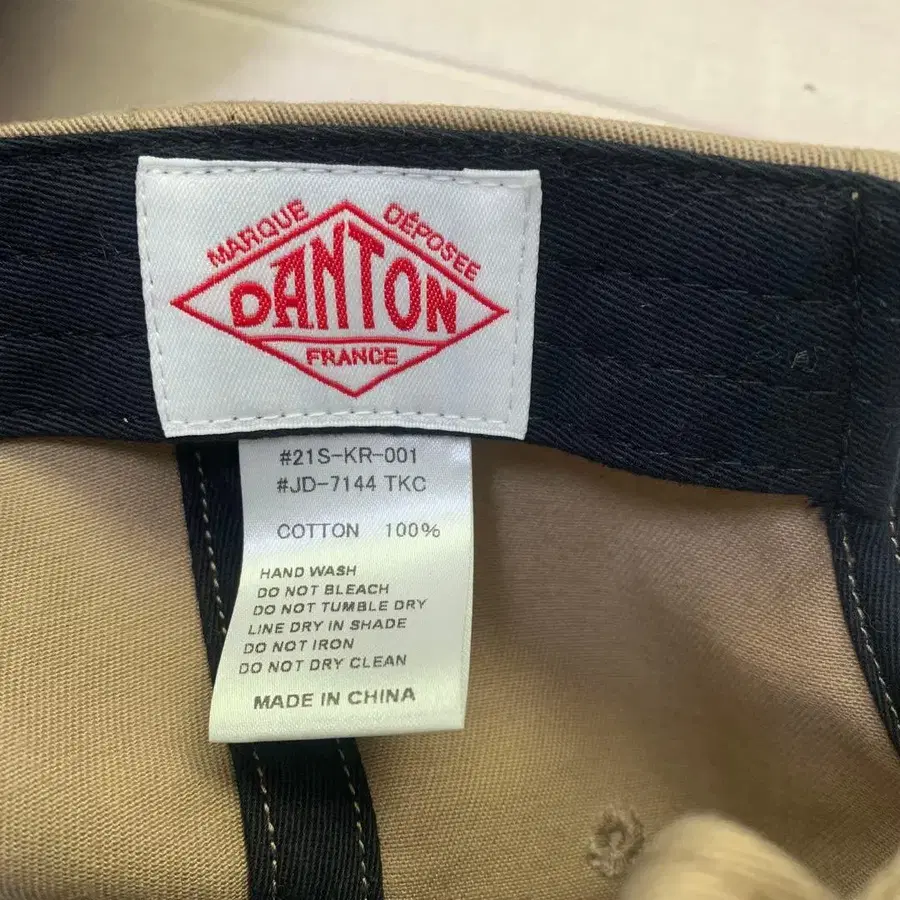 MARQUE DÉPOSÉE
DANTON
FRANCE
#21S-KR-001
#JD-7144 TKC
COTTON 100%
HAND WASH
DO NOT BLEACH
DO NOT TUMBLE DRY
LINE DRY IN SHADE
DO NOT IRON
DO NOT DRY CLEAN
MADE IN CHINA